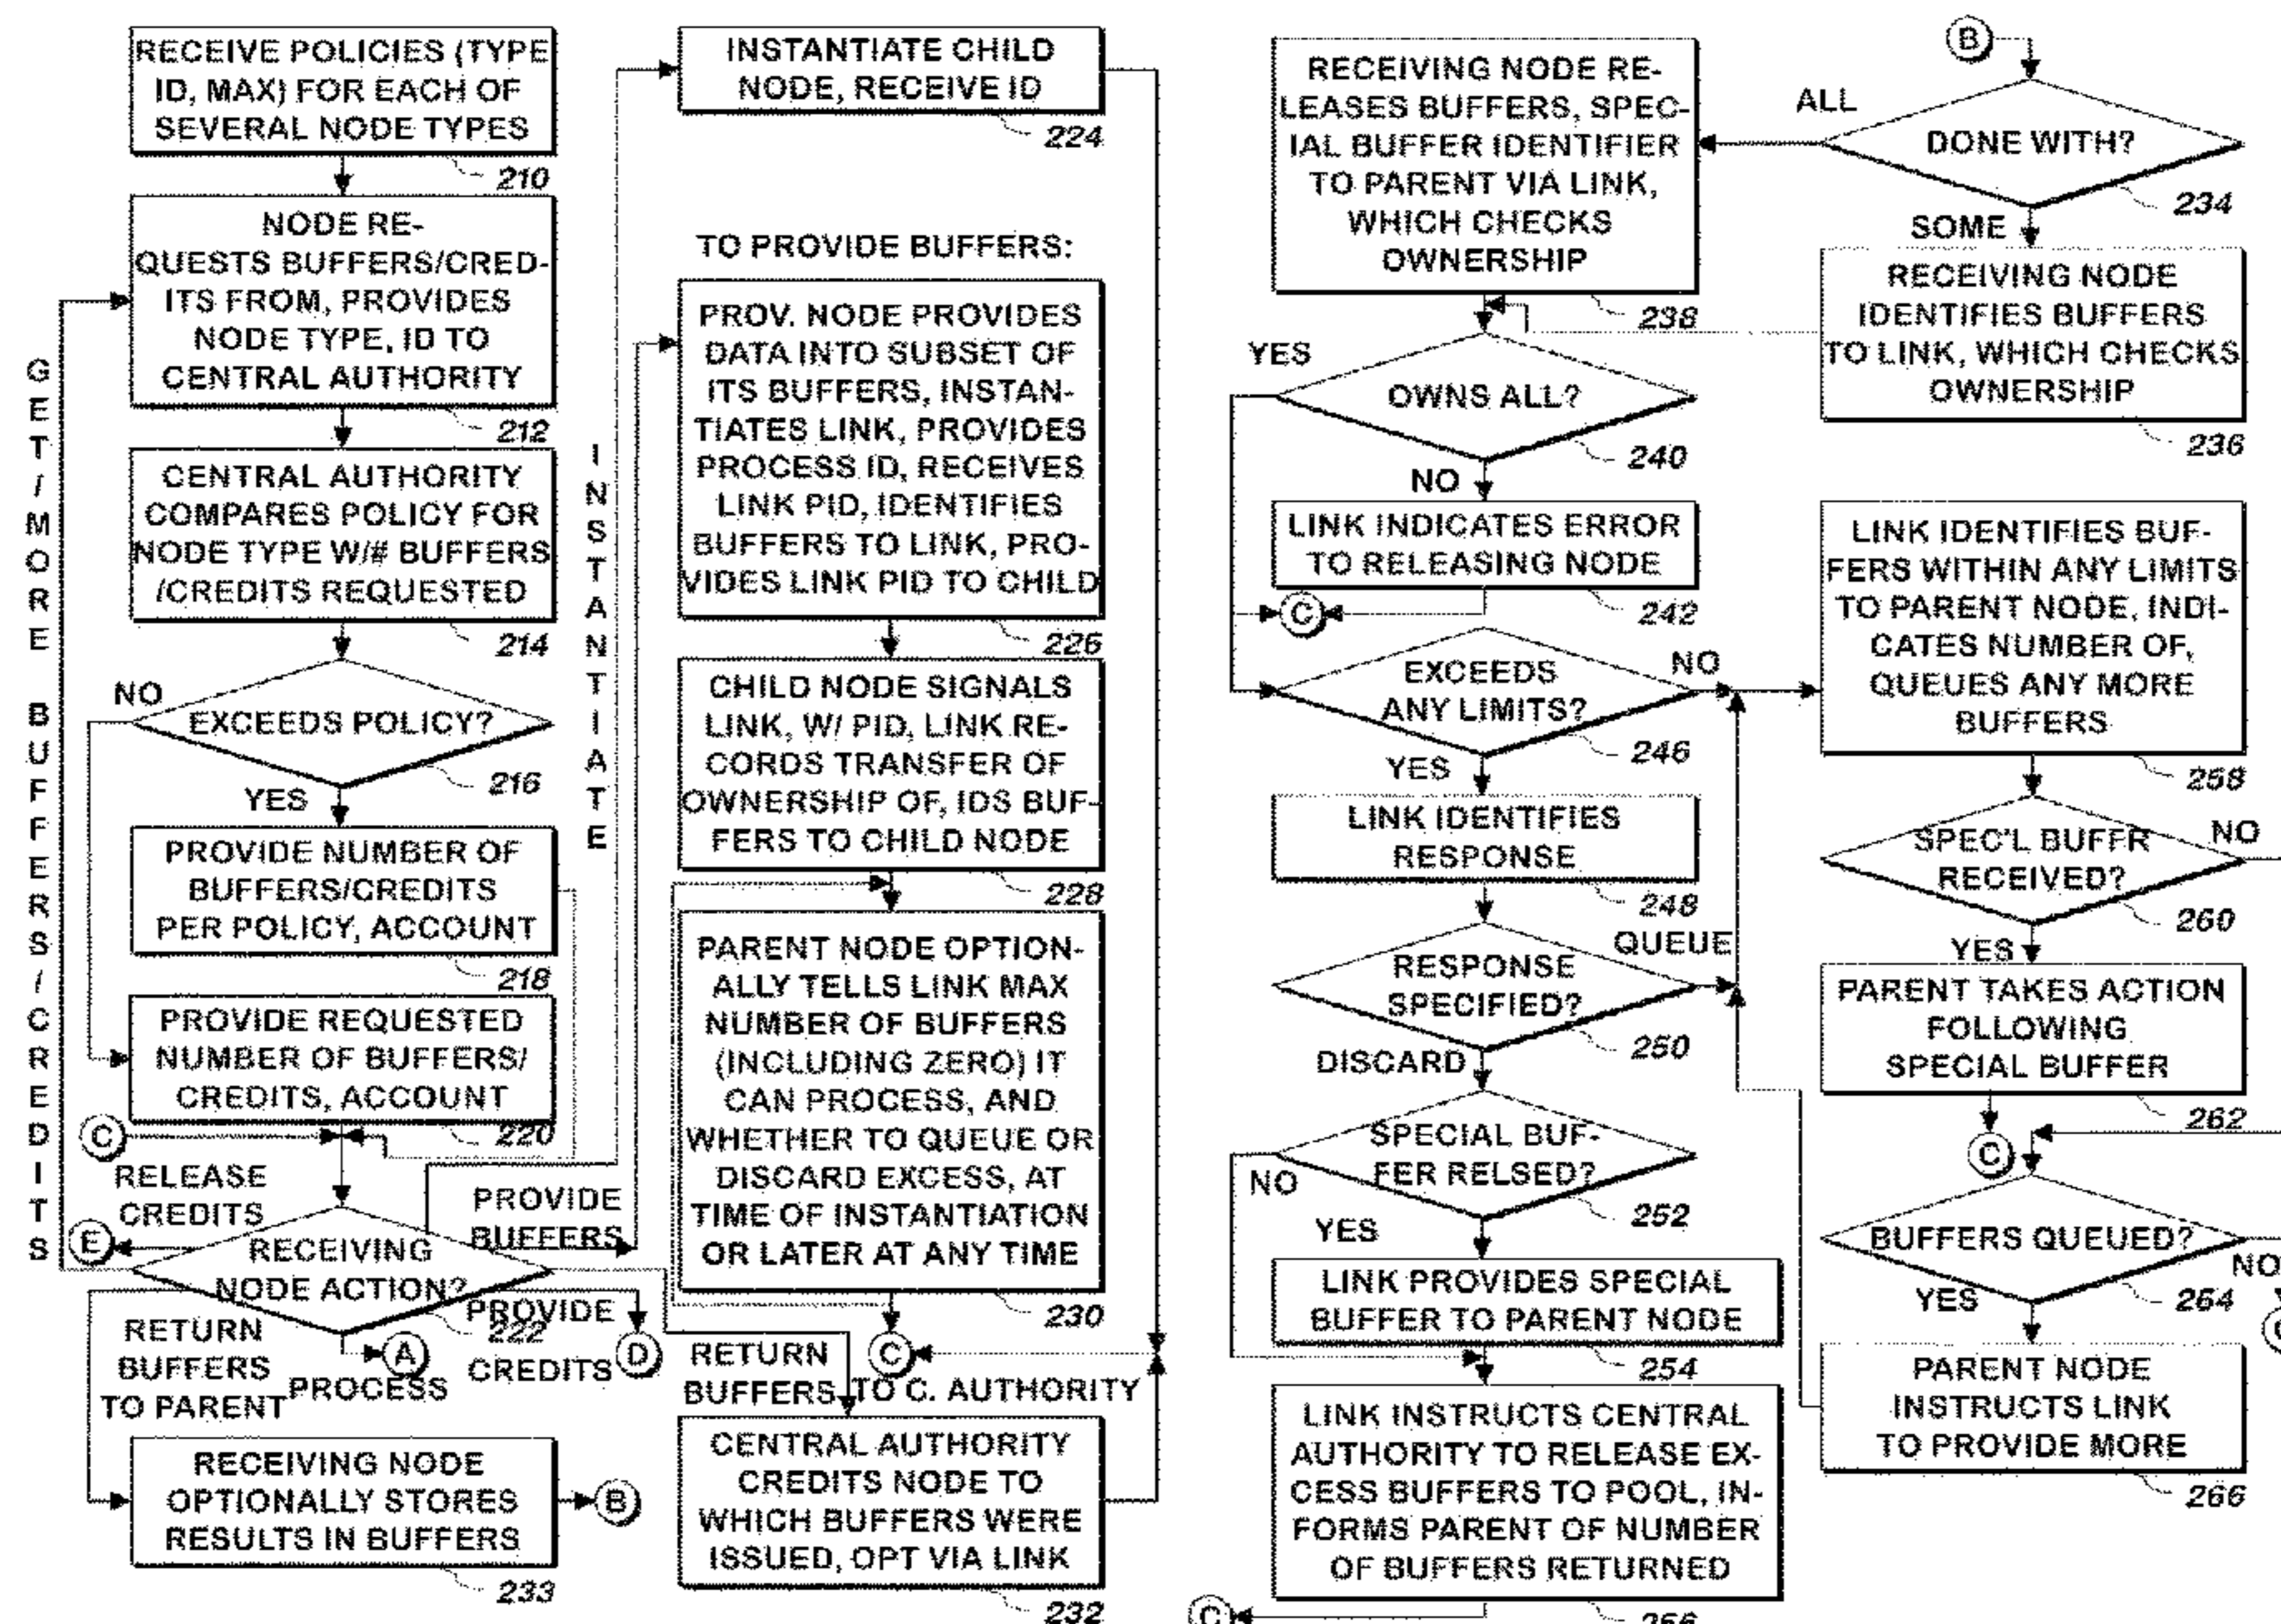 RECEIVE POLICIES (TYPE
ID, MAX) FOR EACH OF
SEVERAL NODE TYPES
210
NODE RE-
QUESTS BUFFERS/CRED-
ITS FROM, PROVIDES
NODE TYPE, ID TO
CENTRAL AUTHORITY
212
CENTRAL AUTHORITY
COMPARES POLICY FOR
NODE TYPE W/# BUFFERS
/CREDITS REQUESTED
214
NO
EXCEEDS POLICY?
216
YES
PROVIDE NUMBER OF
BUFFERS/CREDITS
PER POLICY, ACCOUNT
218
PROVIDE REQUESTED
NUMBER OF BUFFERS/
CREDITS, ACCOUNT
220
C
GET/MORE BUFFERS/CREDITS
RELEASE
CREDITS
E
PROVIDE
BUFFERS
RECEIVING
NODE ACTION?
222
PROVIDE
CREDITS
D
A
PROCESS
RETURN
BUFFERS
TO PARENT
RECEIVING NODE
OPTIONALLY STORES
RESULTS IN BUFFERS
233
B
INSTANTIATE
INSTANTIATE CHILD
NODE, RECEIVE ID
224
TO PROVIDE BUFFERS:
PROV. NODE PROVIDES
DATA INTO SUBSET OF
ITS BUFFERS, INSTAN-
TIATES LINK, PROVIDES
PROCESS ID, RECEIVES
LINK PID, IDENTIFIES
BUFFERS TO LINK, PRO-
VIDES LINK PID TO CHILD
226
CHILD NODE SIGNALS
LINK, W/ PID, LINK RE-
CORDS TRANSFER OF
OWNERSHIP OF, IDS BUF-
FERS TO CHILD NODE
228
PARENT NODE OPTION-
ALLY TELLS LINK MAX
NUMBER OF BUFFERS
(INCLUDING ZERO) IT
CAN PROCESS, AND
WHETHER TO QUEUE OR
DISCARD EXCESS, AT
TIME OF INSTANTIATION
OR LATER AT ANY TIME
230
C
RETURN
BUFFERS TO C. AUTHORITY
CENTRAL AUTHORITY
CREDITS NODE TO
WHICH BUFFERS WERE
ISSUED, OPT VIA LINK
232
RECEIVING NODE RE-
LEASES BUFFERS, SPEC-
IAL BUFFER IDENTIFIER
TO PARENT VIA LINK,
WHICH CHECKS
OWNERSHIP
238
YES
OWNS ALL?
240
NO
LINK INDICATES ERROR
TO RELEASING NODE
242
C
EXCEEDS
ANY LIMITS?
246
NO
YES
LINK IDENTIFIES
RESPONSE
248
QUEUE
RESPONSE
SPECIFIED?
250
DISCARD
SPECIAL BUF-
FER RELSED?
252
NO
YES
LINK PROVIDES SPECIAL
BUFFER TO PARENT NODE
254
LINK INSTRUCTS CENTRAL
AUTHORITY TO RELEASE EX-
CESS BUFFERS TO POOL, IN-
FORMS PARENT OF NUMBER
OF BUFFERS RETURNED
256
C
B
ALL
DONE WITH?
234
SOME
RECEIVING NODE
IDENTIFIES BUFFERS
TO LINK, WHICH CHECKS
OWNERSHIP
236
LINK IDENTIFIES BUF-
FERS WITHIN ANY LIMITS
TO PARENT NODE, INDI-
CATES NUMBER OF,
QUEUES ANY MORE
BUFFERS
258
SPEC'L BUFFR
RECEIVED?
NO
260
YES
PARENT TAKES ACTION
FOLLOWING
SPECIAL BUFFER
262
C
BUFFERS QUEUED?
NO
264
YES
PARENT NODE
INSTRUCTS LINK
TO PROVIDE MORE
266